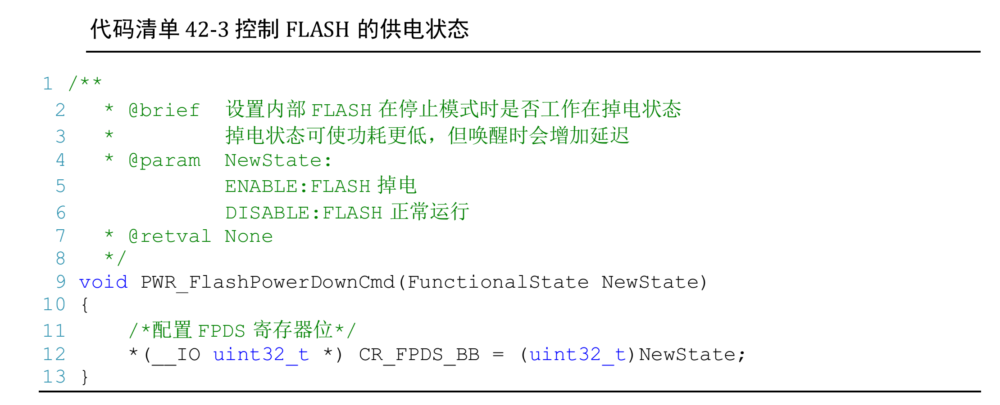 代码清单 42-3 控制 FLASH 的供电状态
1 /**
2   * @brief  设置内部 FLASH 在停止模式时是否工作在掉电状态
3   *         掉电状态可使功耗更低，但唤醒时会增加延迟
4   * @param  NewState:
5             ENABLE:FLASH 掉电
6             DISABLE:FLASH 正常运行
7   * @retval None
8   */
9 void PWR_FlashPowerDownCmd(FunctionalState NewState)
10 {
11     /*配置 FPDS 寄存器位*/
12     *(__IO uint32_t *) CR_FPDS_BB = (uint32_t)NewState;
13 }